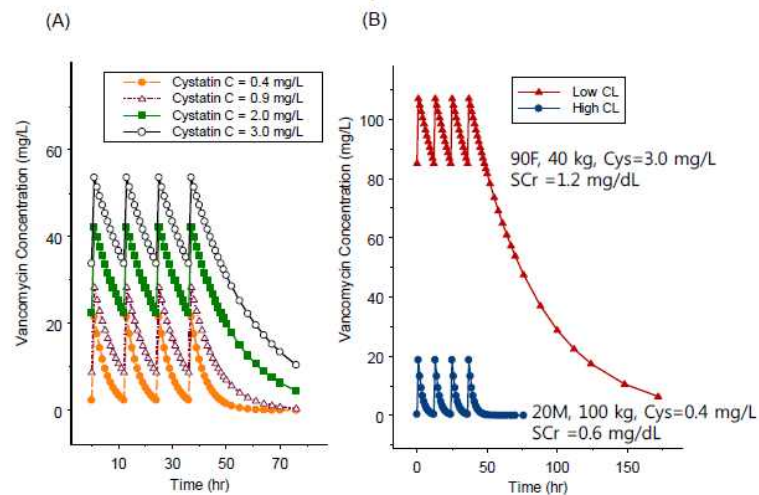 (A)
Vancomycin Concentration (mg/L)
60
40
20
0
Cystatin C = 0.4 mg/L
Cystatin C = 0.9 mg/L
Cystatin C = 2.0 mg/L
Cystatin C = 3.0 mg/L
10 30 50 70
Time (hr)
(B)
Vancomycin Concentration (mg/L)
100
80
60
40
20
0
Low CL
High CL
90F, 40 kg, Cys=3.0 mg/L
SCr =1.2 mg/dL
20M, 100 kg, Cys=0.4 mg/L
SCr =0.6 mg/dL
0 50 100 150
Time (hr)